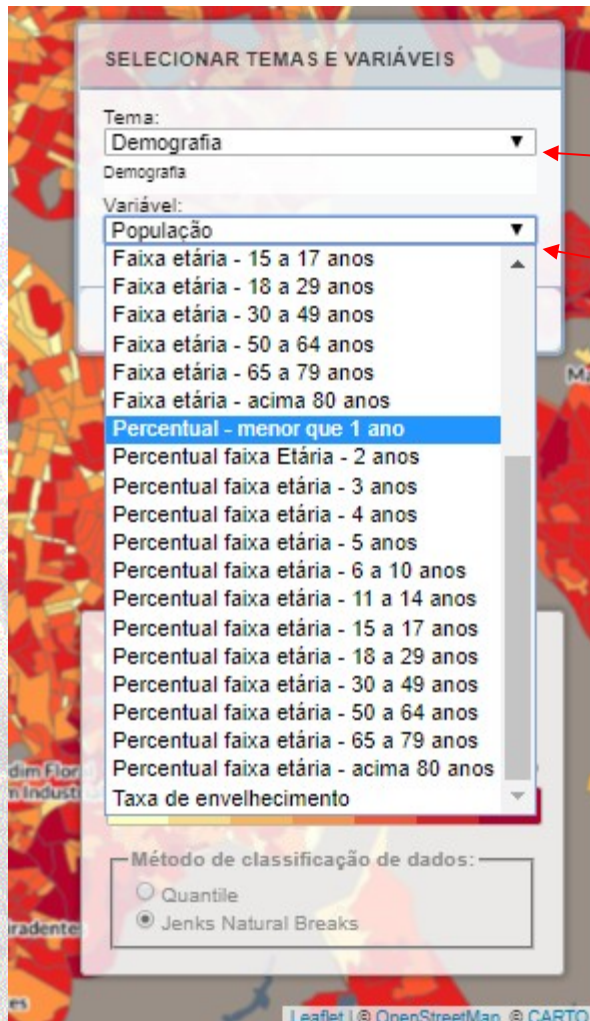 SELECIONAR TEMAS E VARIÁVEIS
Tema:
Demografia
Demografia
Variável:
População
Faixa etária - 15 a 17 anos
Faixa etária - 18 a 29 anos
Faixa etária - 30 a 49 anos
Faixa etária - 50 a 64 anos
Faixa etária - 65 a 79 anos
Faixa etária - acima 80 anos
Percentual - menor que 1 ano
Percentual faixa Etária - 2 anos
Percentual faixa etária - 3 anos
Percentual faixa etária - 4 anos
Percentual faixa etária - 5 anos
Percentual faixa etária - 6 a 10 anos
Percentual faixa etária - 11 a 14 anos
Percentual faixa etária - 15 a 17 anos
Percentual faixa etária - 18 a 29 anos
Percentual faixa etária - 30 a 49 anos
Percentual faixa etária - 50 a 64 anos
Percentual faixa etária - 65 a 79 anos
Percentual faixa etária - acima 80 anos
Taxa de envelhecimento
Método de classificação de dados:
Quantile
Jenks Natural Breaks
Leaflet | © OpenStreetMap, © CARTO